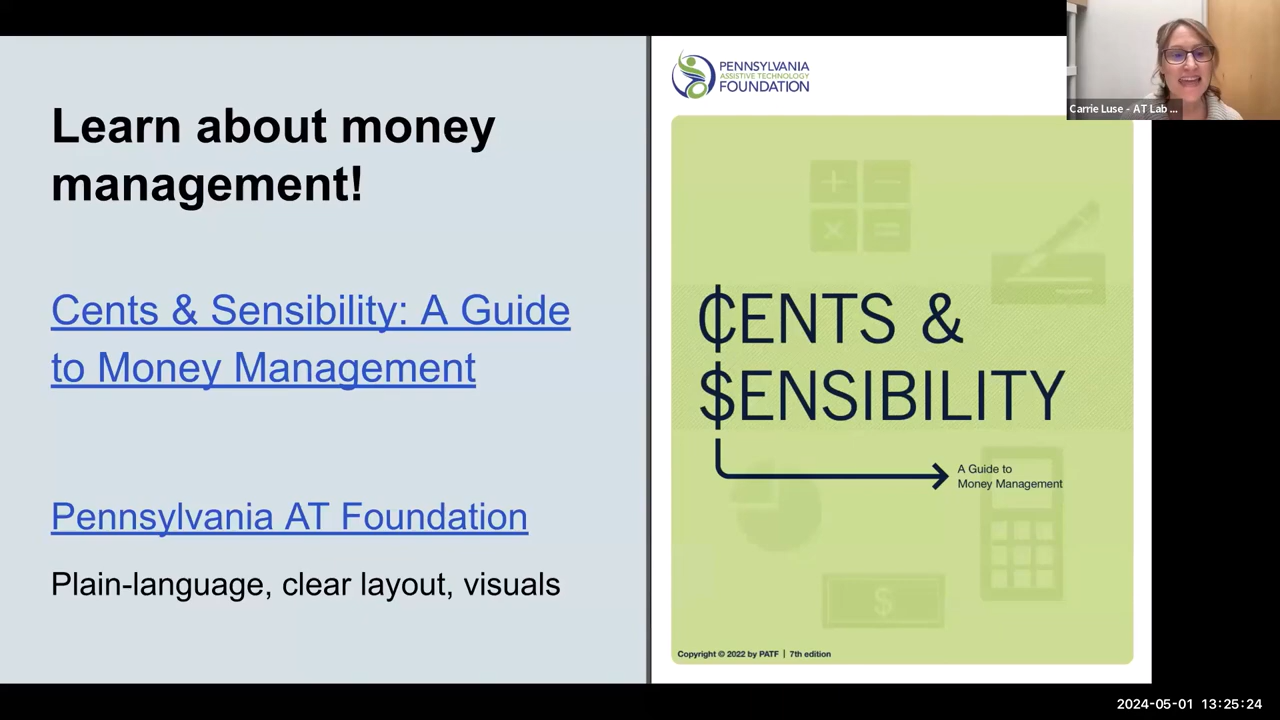 Learn about money
management!
Cents & Sensibility: A Guide
to Money Management
Pennsylvania AT Foundation
Plain-language, clear layout, visuals
PENNSYLVANIA
ASSISTIVE TECHNOLOGY
FOUNDATION
¢ENTS &
$ENSIBILITY
A Guide to
Money Management
$
Copyright © 2022 by PATF | 7th edition
Carrie Luse - AT Lab ...
2024-05-01 13:25:24